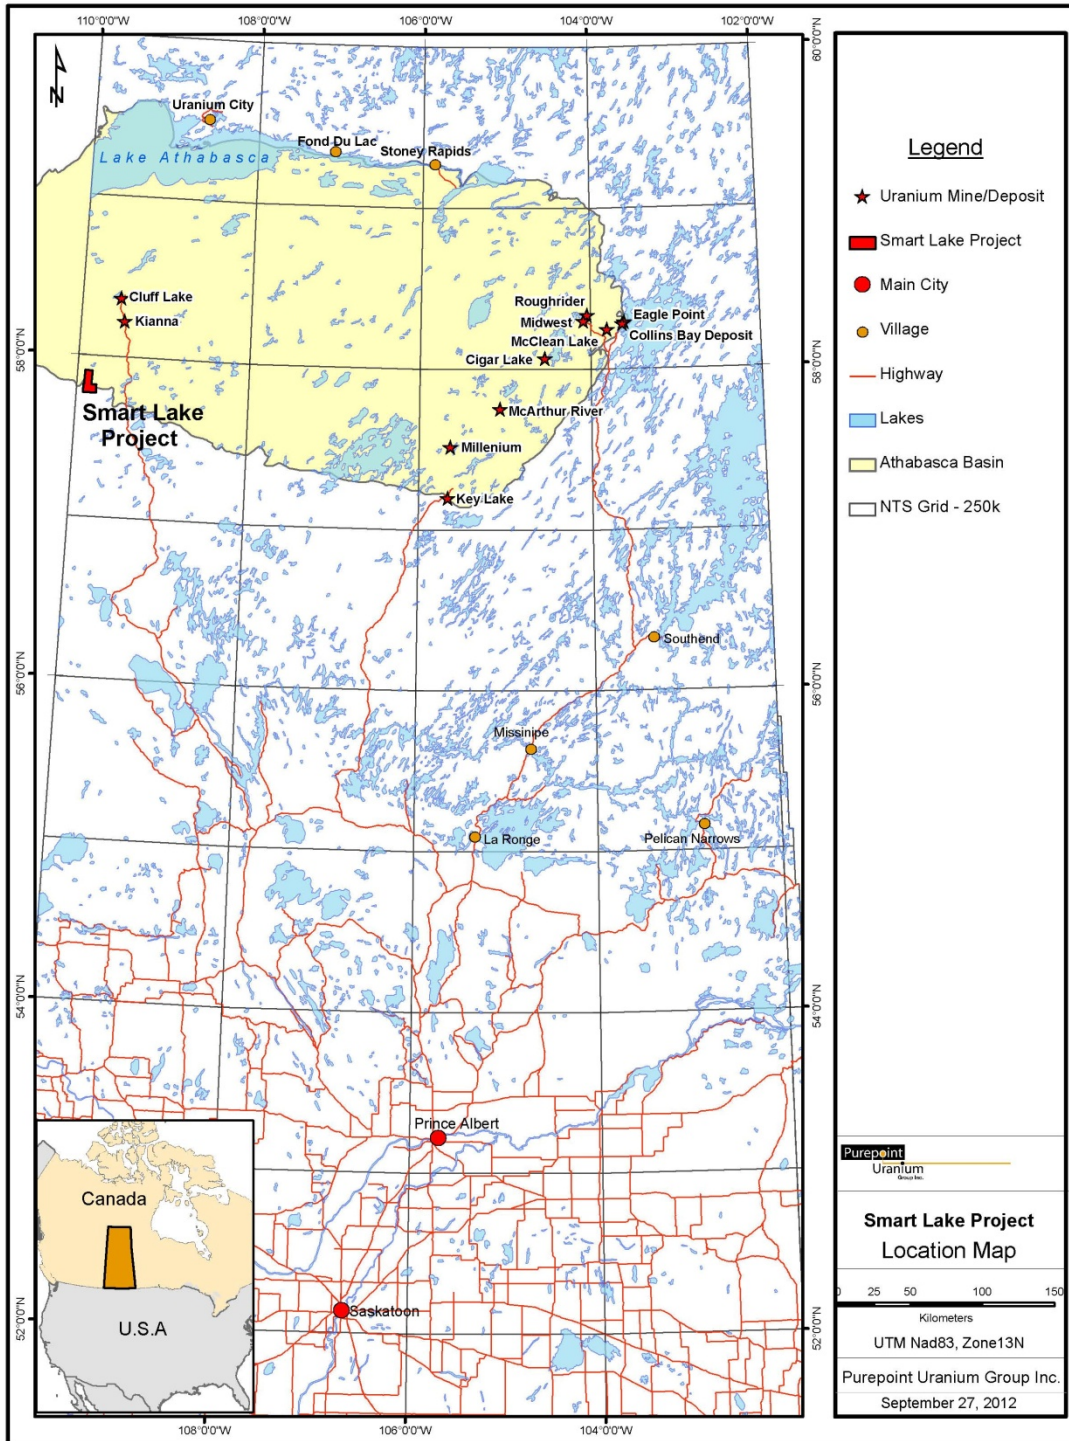 110°0'0"W 108°0'0"W 106°0'0"W 104°0'0"W 102°0'0"W
60°0'0"N
N
Uranium City
Fond Du Lac
Stoney Rapids
Lake Athabasca
Cluff Lake
Kianna
Roughrider
Midwest
Eagle Point
McClean Lake
Collins Bay Deposit
Cigar Lake
58°0'0"N
58°0'0"N
Smart Lake
Project
McArthur River
Millenium
Key Lake
Southend
56°0'0"N
56°0'0"N
Missinipe
La Ronge
Pelican Narrows
54°0'0"N
54°0'0"N
Prince Albert
Saskatoon
52°0'0"N
52°0'0"N
Canada
U.S.A
108°0'0"W 106°0'0"W 104°0'0"W
Legend
Uranium Mine/Deposit
Smart Lake Project
Main City
Village
Highway
Lakes
Athabasca Basin
NTS Grid - 250k
Purepoint
Uranium
Group Inc.
Smart Lake Project
Location Map
0 25 50 100 150
Kilometers
UTM Nad83, Zone13N
Purepoint Uranium Group Inc.
September 27, 2012